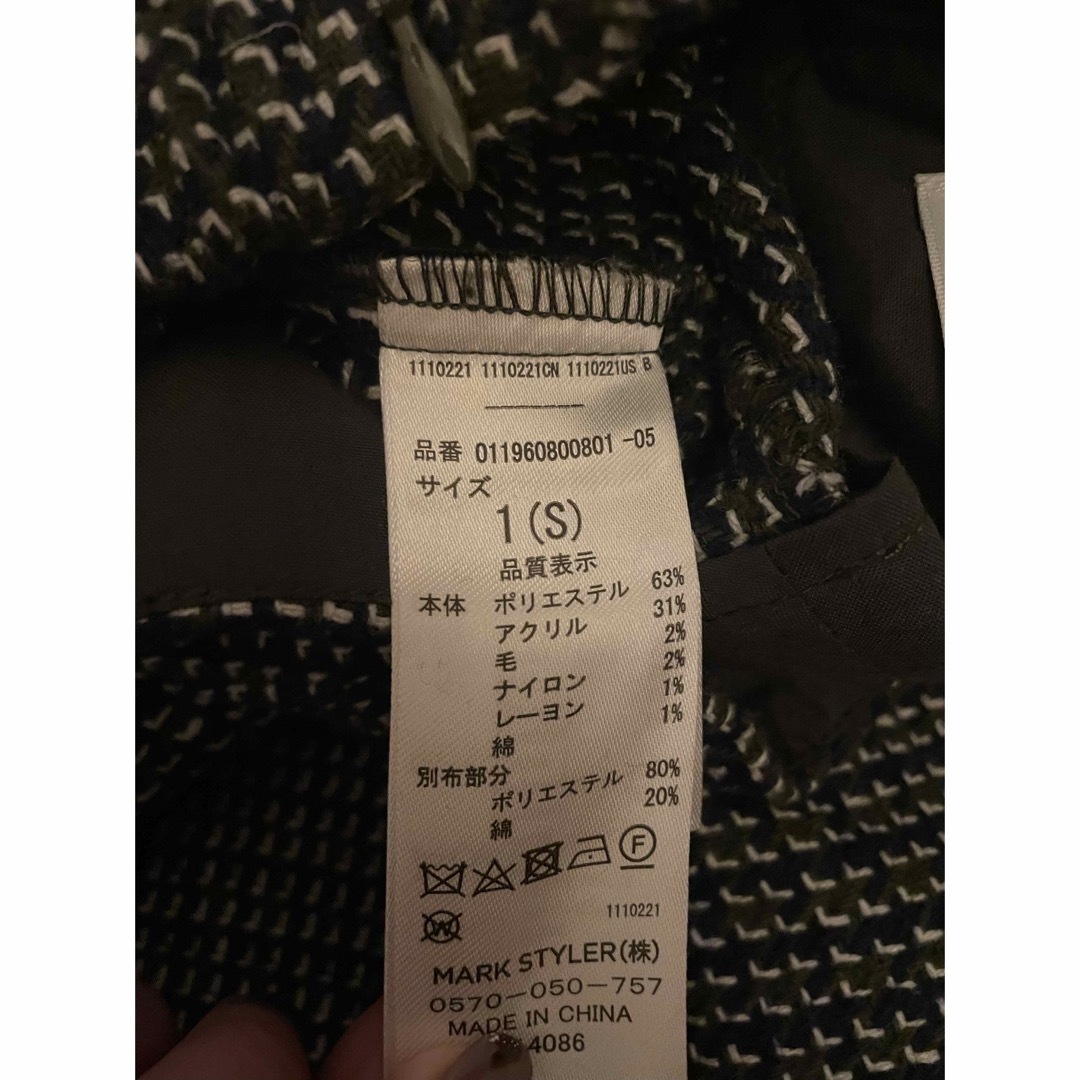 1110221 1110221CN 1110221US B
品番 011960800801 -05
サイズ
1(S)
品質表示
本体 ポリエステル 63%
アクリル 31%
毛 2%
ナイロン 2%
レーヨン 1%
綿 1%
別布部分
ポリエステル 80%
綿 20%
F
W
1110221
MARK STYLER(株)
0570-050-757
MADE IN CHINA
4086